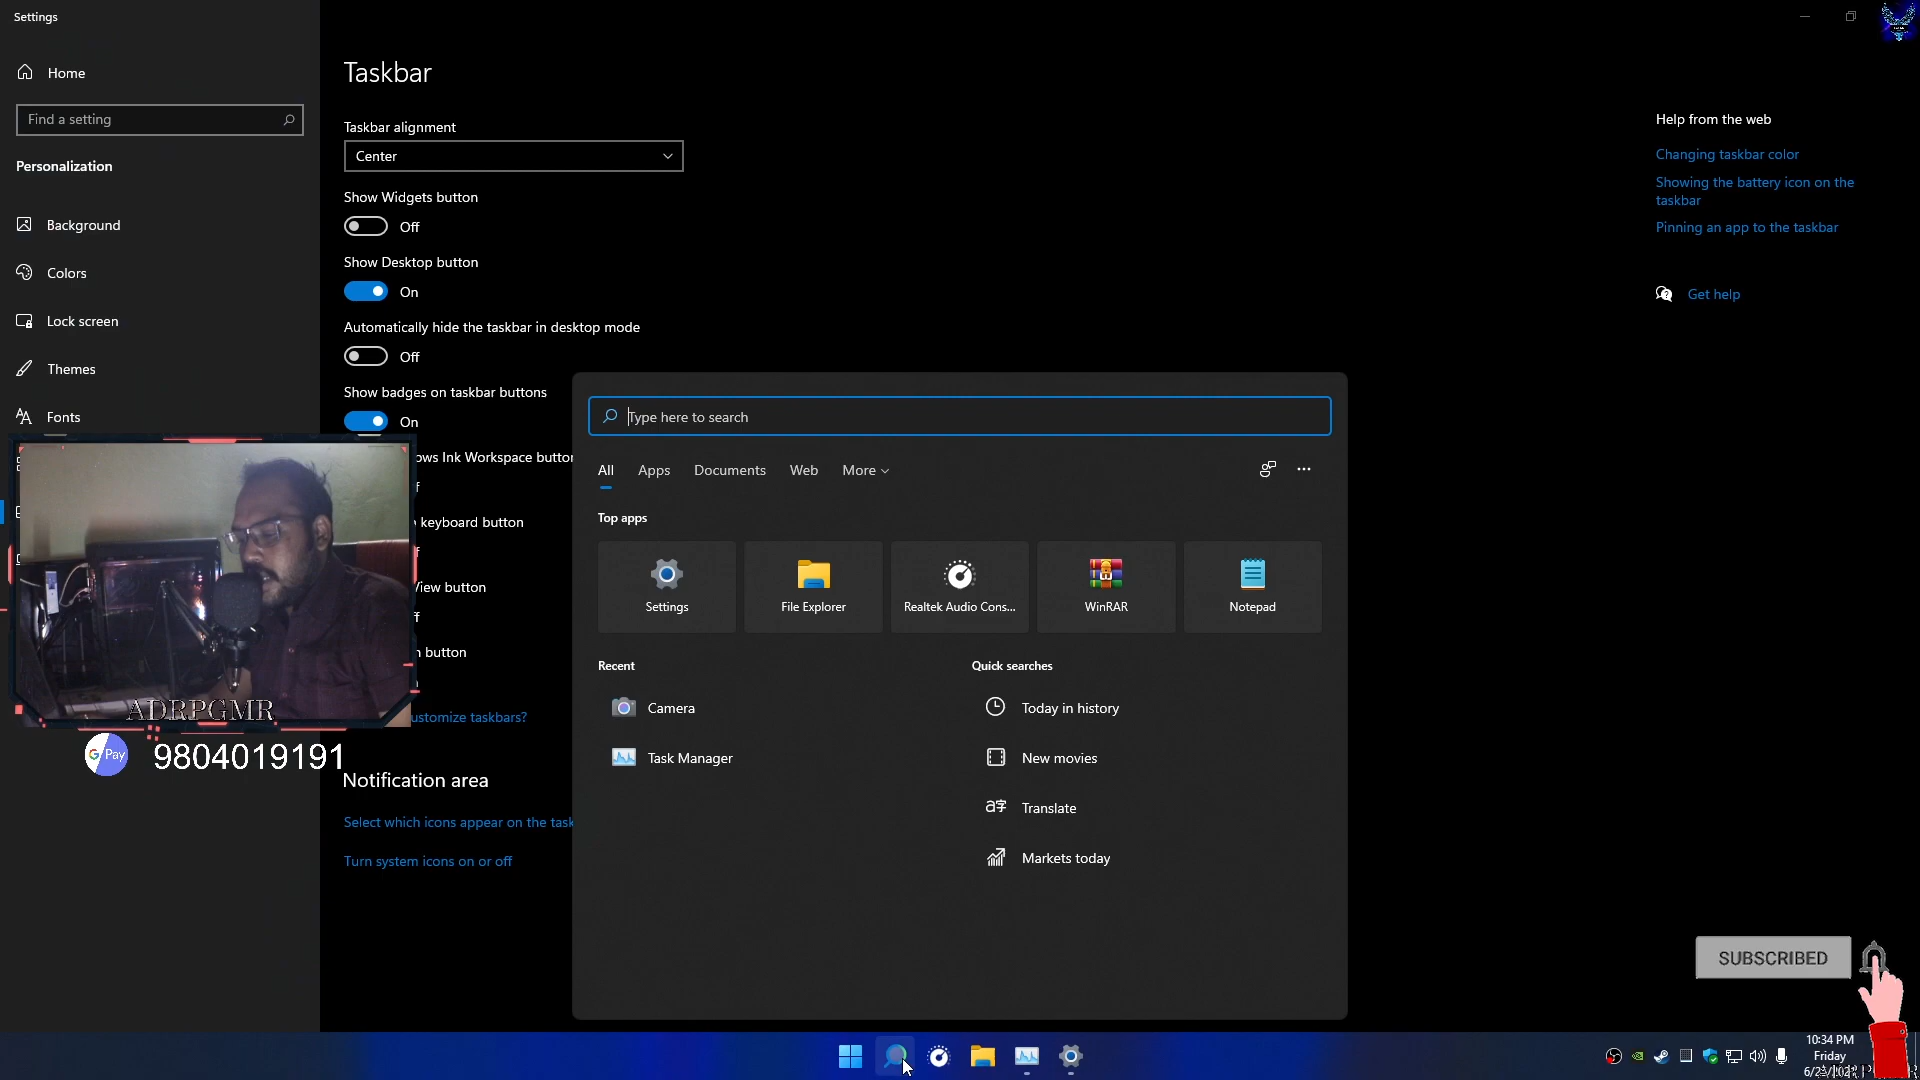 Settings
Home
Find a setting
Personalization
Background
Colors
Lock screen
Themes
Fonts
Taskbar
Taskbar alignment
Center
Show Widgets button
Off
Show Desktop button
On
Automatically hide the taskbar in desktop mode
Off
Show badges on taskbar buttons
On
keyboard button
button
ustomize taskbars?
Notification area
Select which icons appear on the task
Turn system icons on or off
ADRPGMR
G Pay 9804019191
Type here to search
All Apps Documents Web More
Top apps
Settings File Explorer Realtek Audio Cons... WinRAR Notepad
Recent
Camera
Task Manager
Quick searches
Today in history
New movies
Translate
Markets today
Help from the web
Changing taskbar color
Showing the battery icon on the
taskbar
Pinning an app to the taskbar
Get help
SUBSCRIBED
10:34 PM
Friday